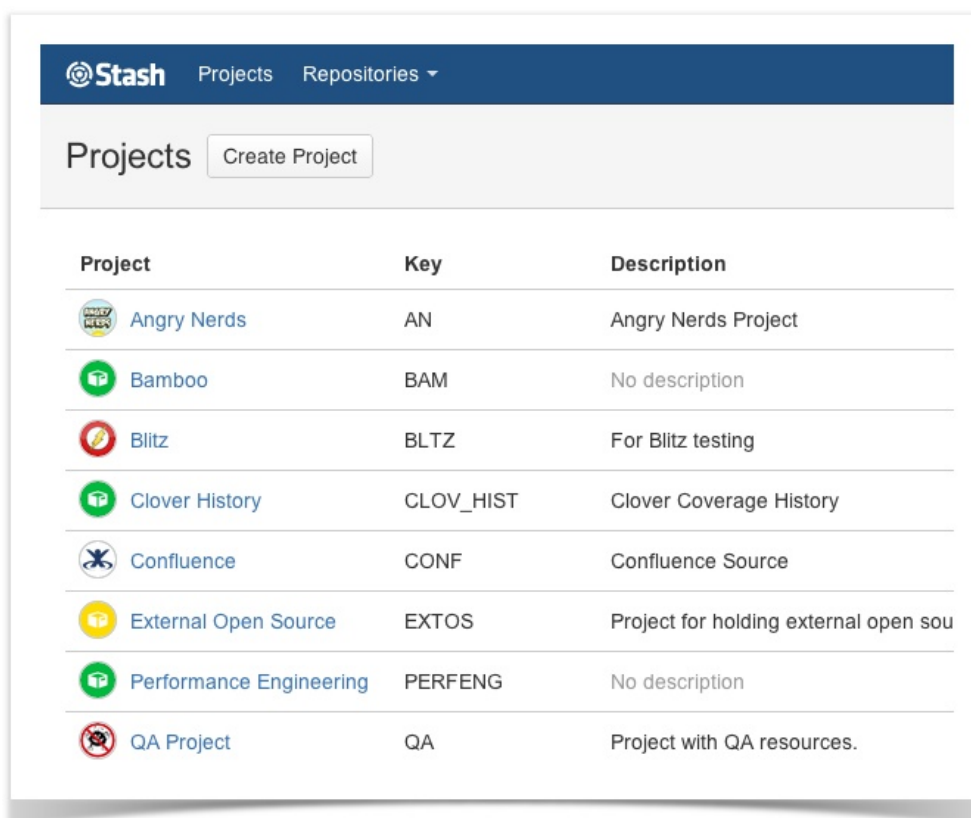 Stash Projects Repositories
Projects Create Project
Project Key Description
Angry Nerds AN Angry Nerds Project
Bamboo BAM No description
Blitz BLTZ For Blitz testing
Clover History CLOV_HIST Clover Coverage History
Confluence CONF Confluence Source
External Open Source EXTOS Project for holding external open sou
Performance Engineering PERFENG No description
QA Project QA Project with QA resources.